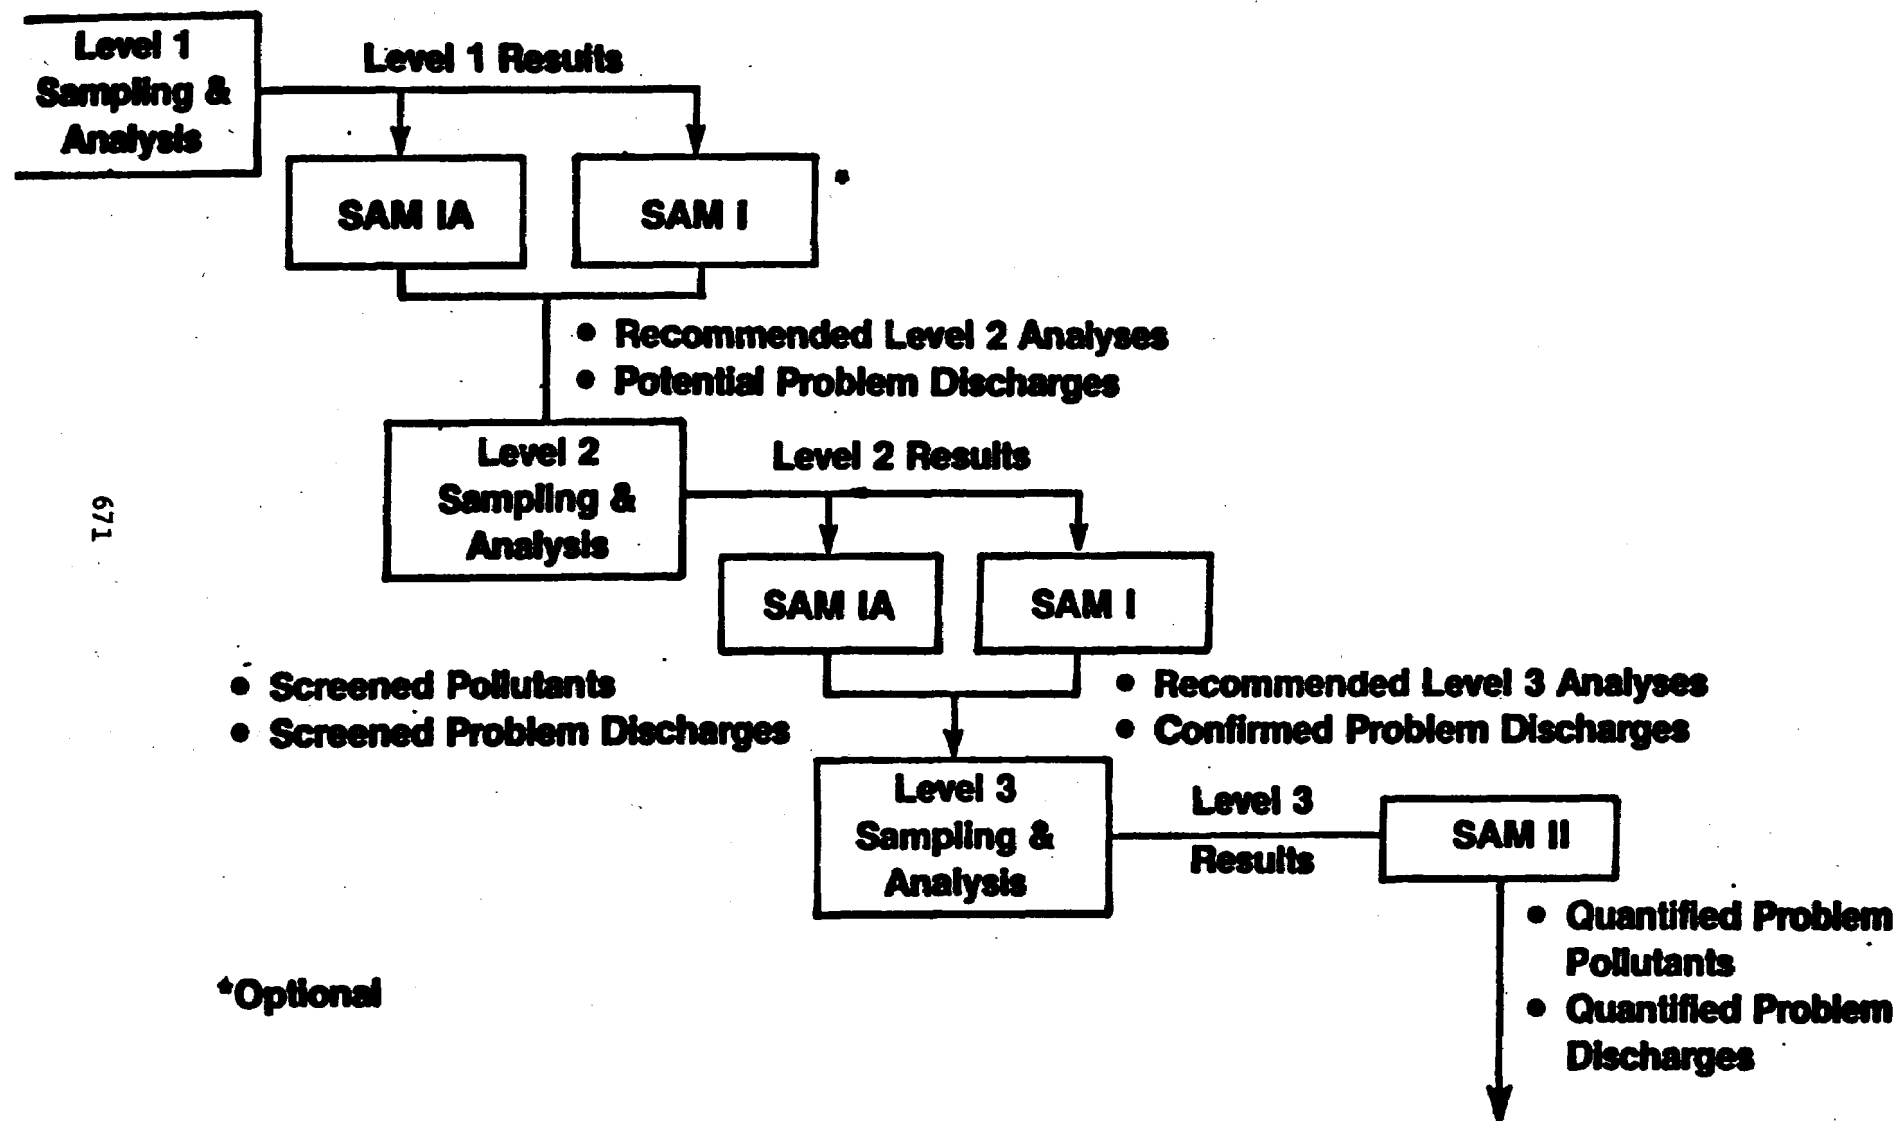 Level 1
Sampling &
Analysis
Level 1 Results
SAM IA
SAM I
*
● Recommended Level 2 Analyses
● Potential Problem Discharges
Level 2
Sampling &
Analysis
Level 2 Results
671
SAM IA
SAM I
● Screened Pollutants
● Screened Problem Discharges
● Recommended Level 3 Analyses
● Confirmed Problem Discharges
Level 3
Sampling &
Analysis
Level 3
Results
SAM II
● Quantified Problem
Pollutants
● Quantified Problem
Discharges
*Optional